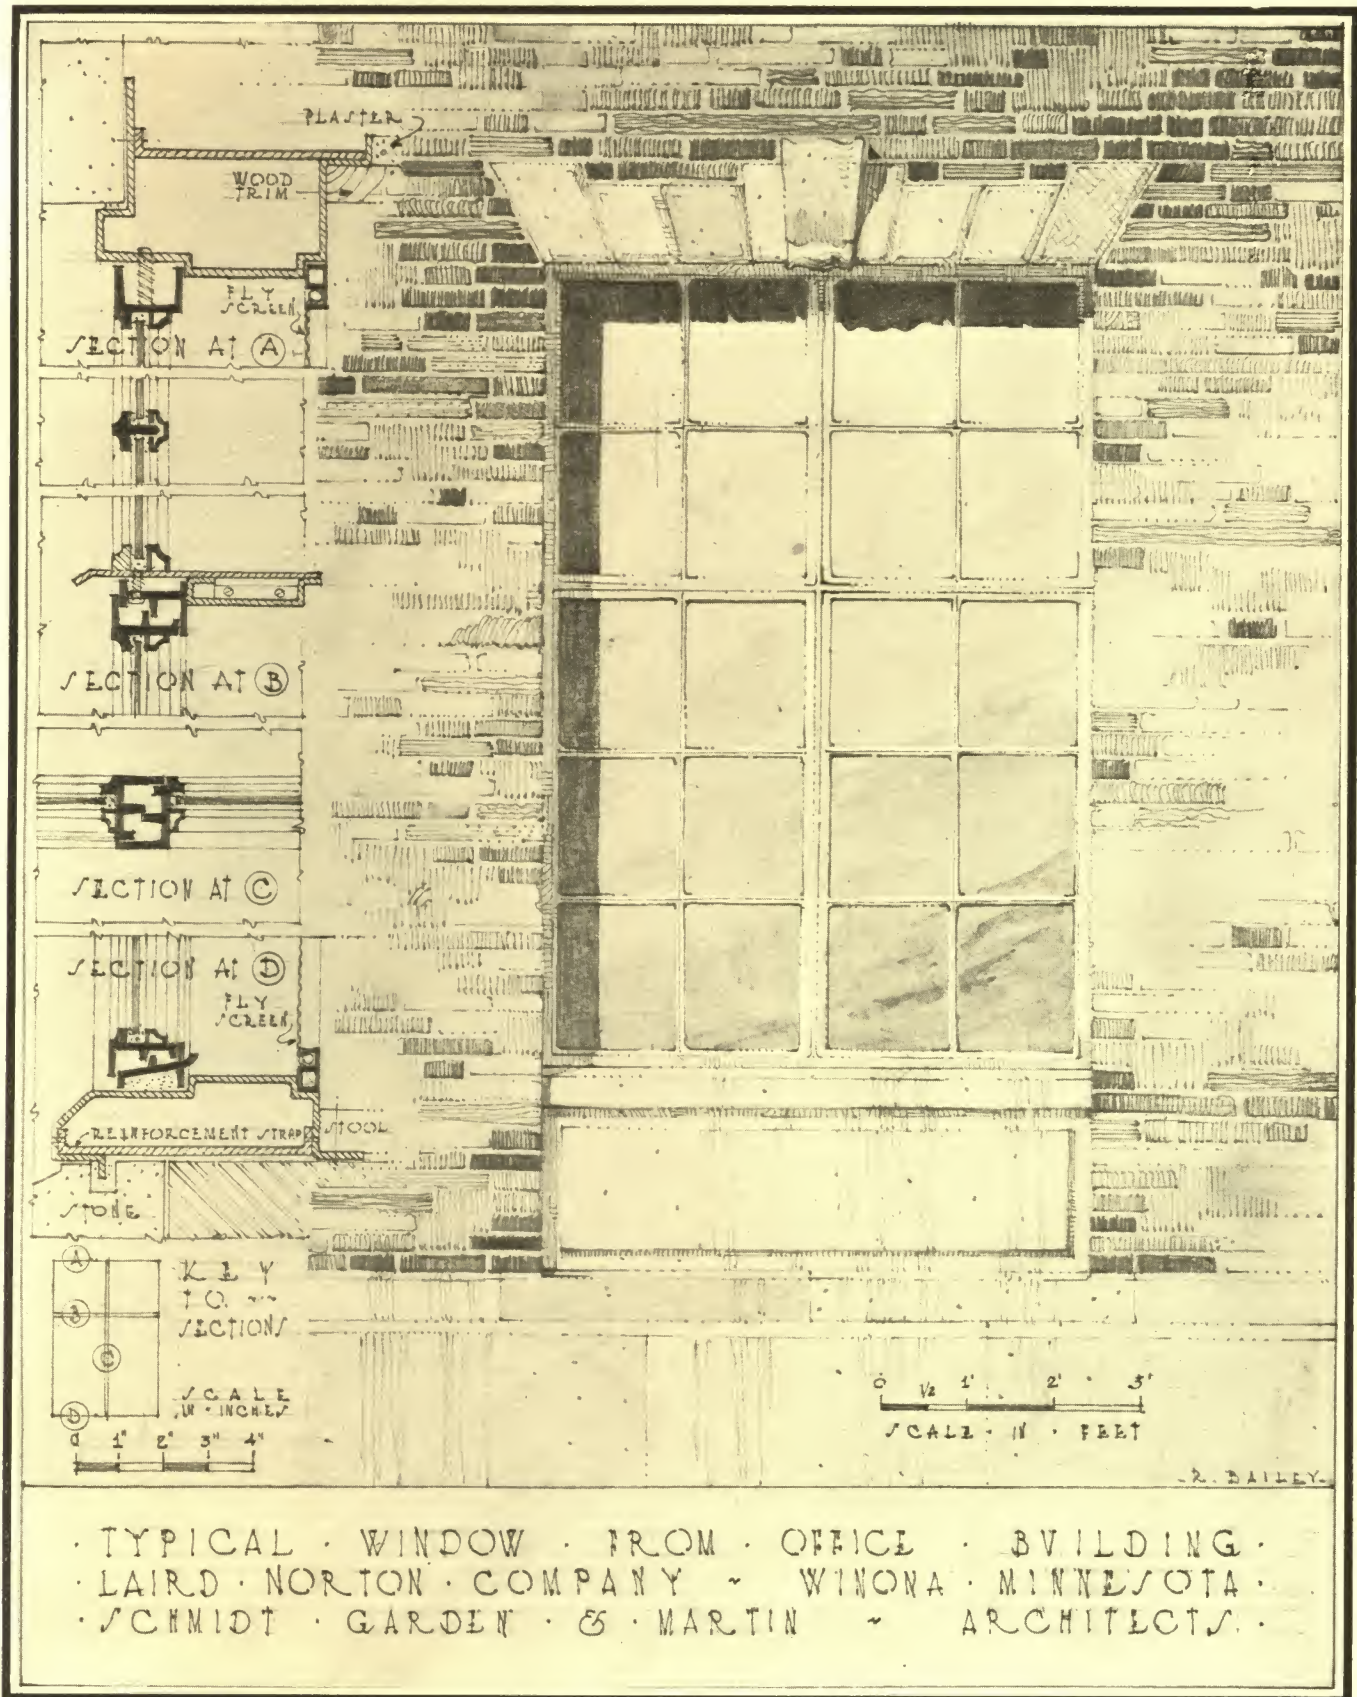 PLASTER
WOOD
TRIM
FLY
SCREEN
SECTION AT A
SECTION AT B
SECTION AT C
SECTION AT D
FLY
SCREEN
REINFORCEMENT STRAP
STOOL
STONE
A
B
C
D
KEY
TO ~~
SECTIONS
SCALE
IN · INCHES
0 1" 2" 3" 4"
0 1/2 1' 2' 3'
SCALE · IN · FEET
-R. BAILEY-
· TYPICAL · WINDOW · FROM · OFFICE · BVILDING ·
· LAIRD · NORTON · COMPANY ~ WINONA · MINNESOTA ·
· SCHMIDT · GARDEN · & · MARTIN ~ ARCHITECTS ·